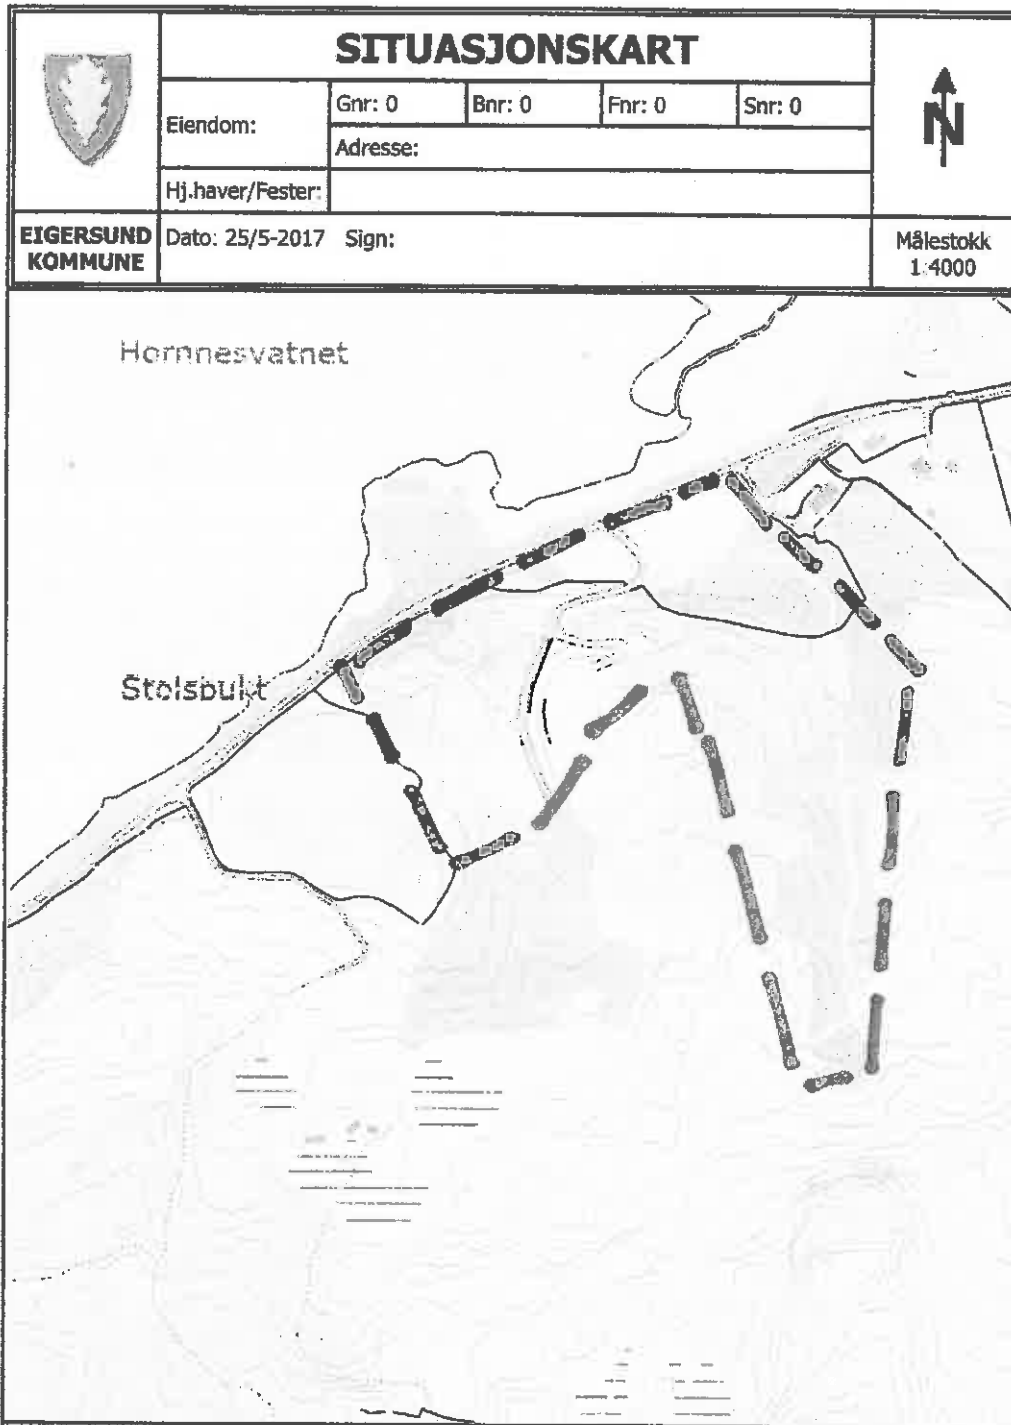 SITUASJONSKART
Eiendom:
Gnr: 0 Bnr: 0 Fnr: 0 Snr: 0
Adresse:
Hj.haver/Fester:
N
EIGERSUND KOMMUNE
Dato: 25/5-2017 Sign:
Målestokk
1:4000
Hornnesvatnet
Stølsbukt